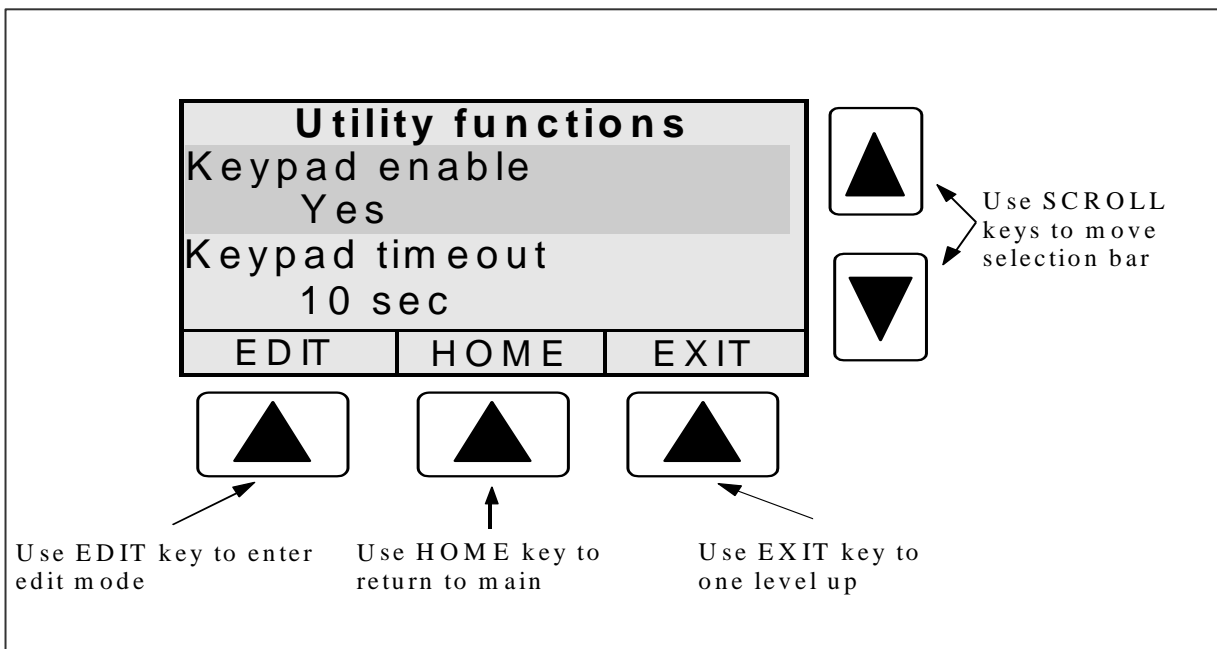 Utility functions
Keypad enable
Yes
Keypad timeout
10 sec
EDIT HOME EXIT
Use SCROLL
keys to move
selection bar
Use EDIT key to enter
edit mode
Use HOME key to
return to main
Use EXIT key to
one level up